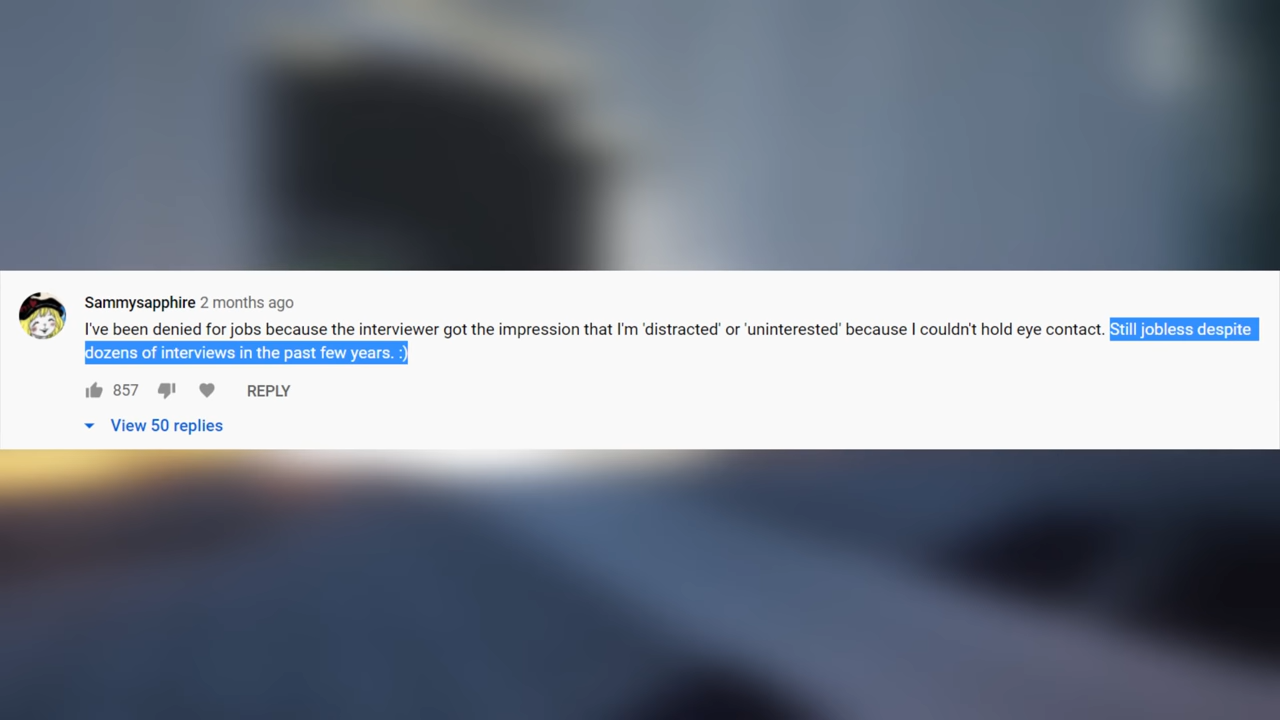 Sammysapphire 2 months ago
I've been denied for jobs because the interviewer got the impression that I'm 'distracted' or 'uninterested' because I couldn't hold eye contact. Still jobless despite
dozens of interviews in the past few years. :)
857 REPLY
View 50 replies